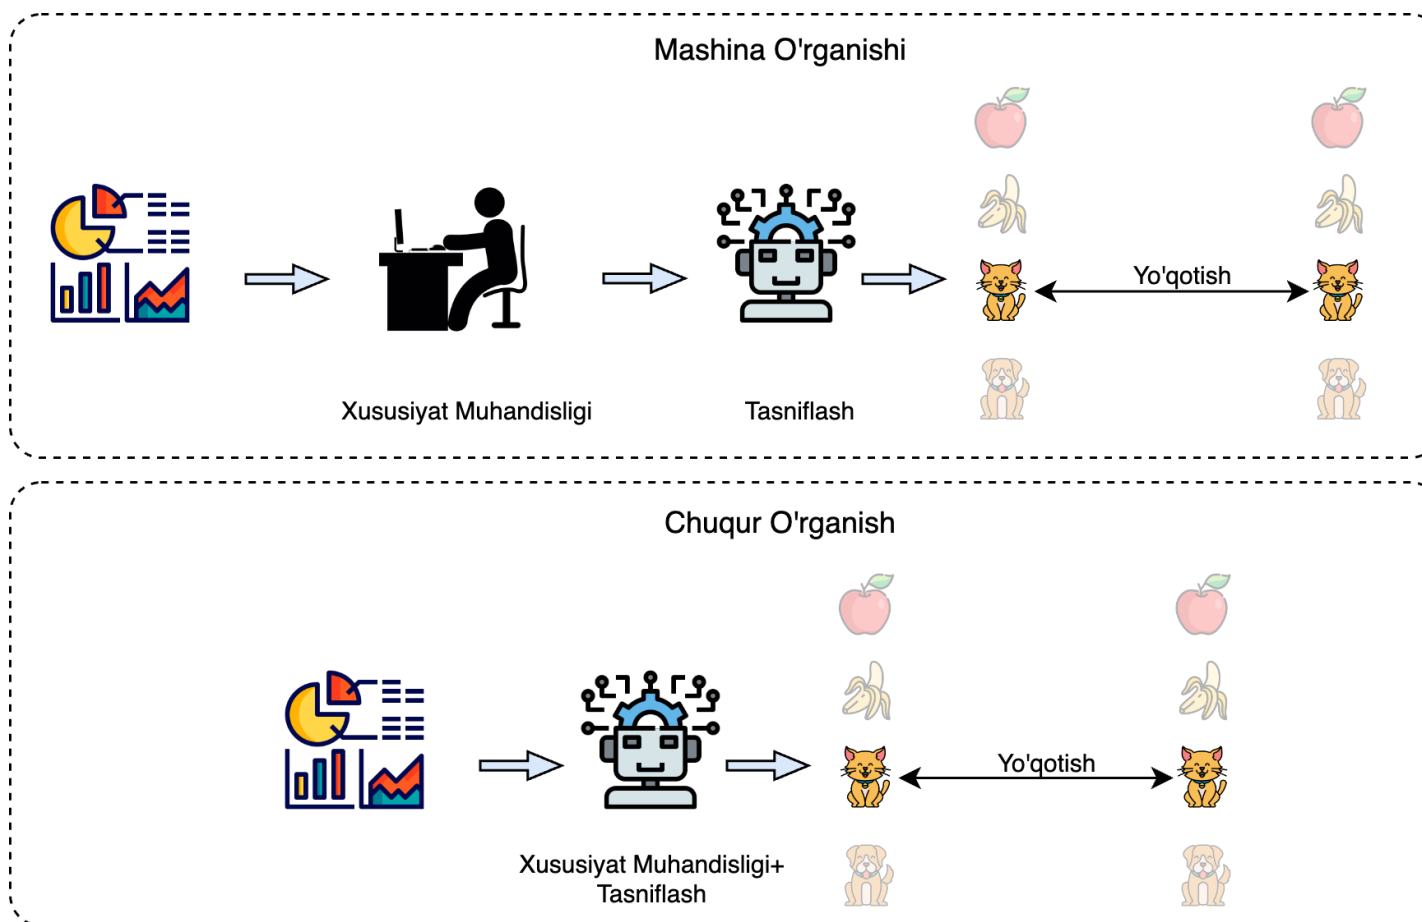 Mashina O'rganishi
Yo'qotish
Xususiyat Muhandisligi
Tasniflash
Chuqur O'rganish
Yo'qotish
Xususiyat Muhandisligi+
Tasniflash